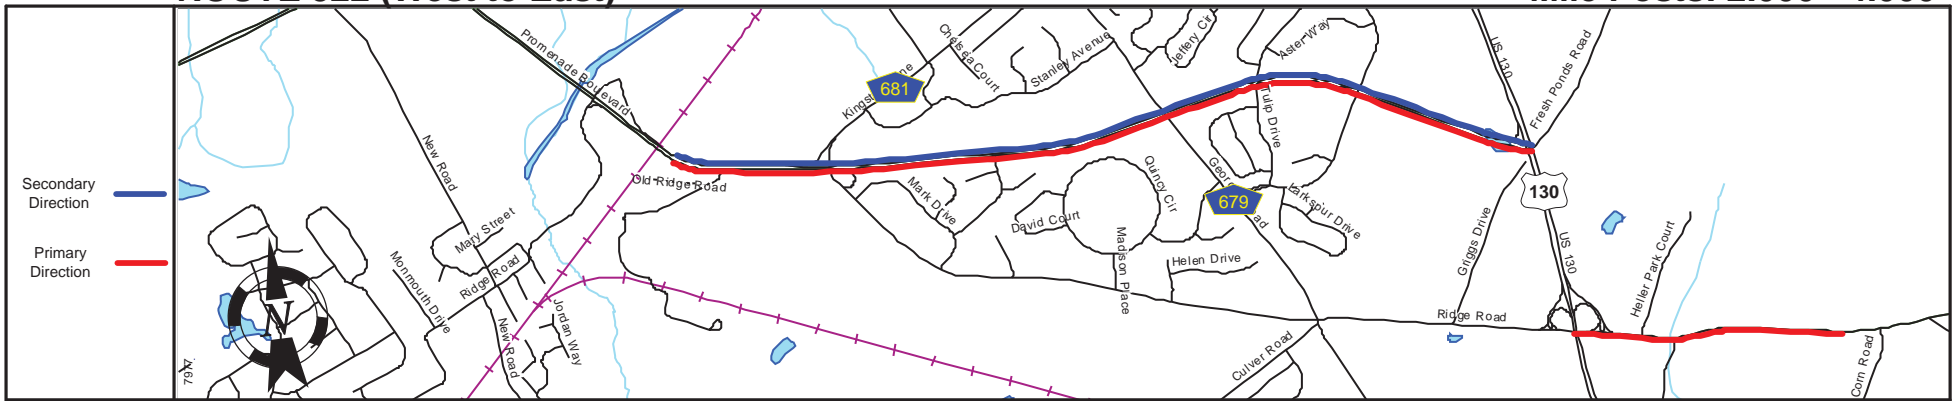 Secondary
Direction
Primary
Direction
Promenade Boulevard
New Road
Old Ridge Road
Mary Street
Ridge Road
Monmouth Drive
New Road
Jordan Way
681
Chelsea Court
Stanley Avenue
Jeffery Cir
Aster Way
Tulip Drive
US 130
Fresh Ponds Road
Mark Drive
David Court
Quincy Cir
Madison Place
Helen Drive
679
Larkspur Drive
130
Griggs Drive
US 130
Heller Park Court
Ridge Road
Culver Road
Corn Road
N